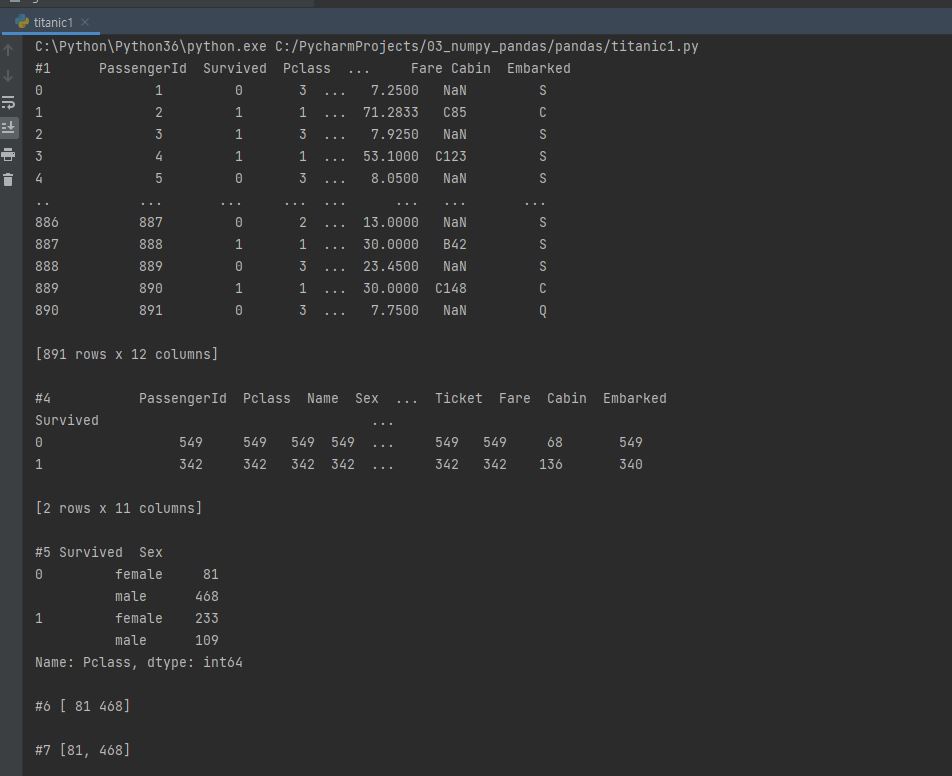 titanic1
C:\Python\Python36\python.exe C:/PycharmProjects/03_numpy_pandas/pandas/titanic1.py
#1      PassengerId  Survived  Pclass  ...     Fare Cabin  Embarked
0              1         0       3  ...   7.2500   NaN         S
1              2         1       1  ...  71.2833   C85         C
2              3         1       3  ...   7.9250   NaN         S
3              4         1       1  ...  53.1000  C123         S
4              5         0       3  ...   8.0500   NaN         S
..           ...       ...     ...  ...      ...   ...       ...
886          887         0       2  ...  13.0000   NaN         S
887          888         1       1  ...  30.0000   B42         S
888          889         0       3  ...  23.4500   NaN         S
889          890         1       1  ...  30.0000  C148         C
890          891         0       3  ...   7.7500   NaN         Q
[891 rows x 12 columns]
#4           PassengerId  Pclass  Name  Sex  ...  Ticket  Fare  Cabin  Embarked
Survived                                  ...
0                 549     549   549  549  ...     549   549     68       549
1                 342     342   342  342  ...     342   342    136       340
[2 rows x 11 columns]
#5 Survived  Sex
0         female     81
          male      468
1         female    233
          male      109
Name: Pclass, dtype: int64
#6 [ 81 468]
#7 [81, 468]